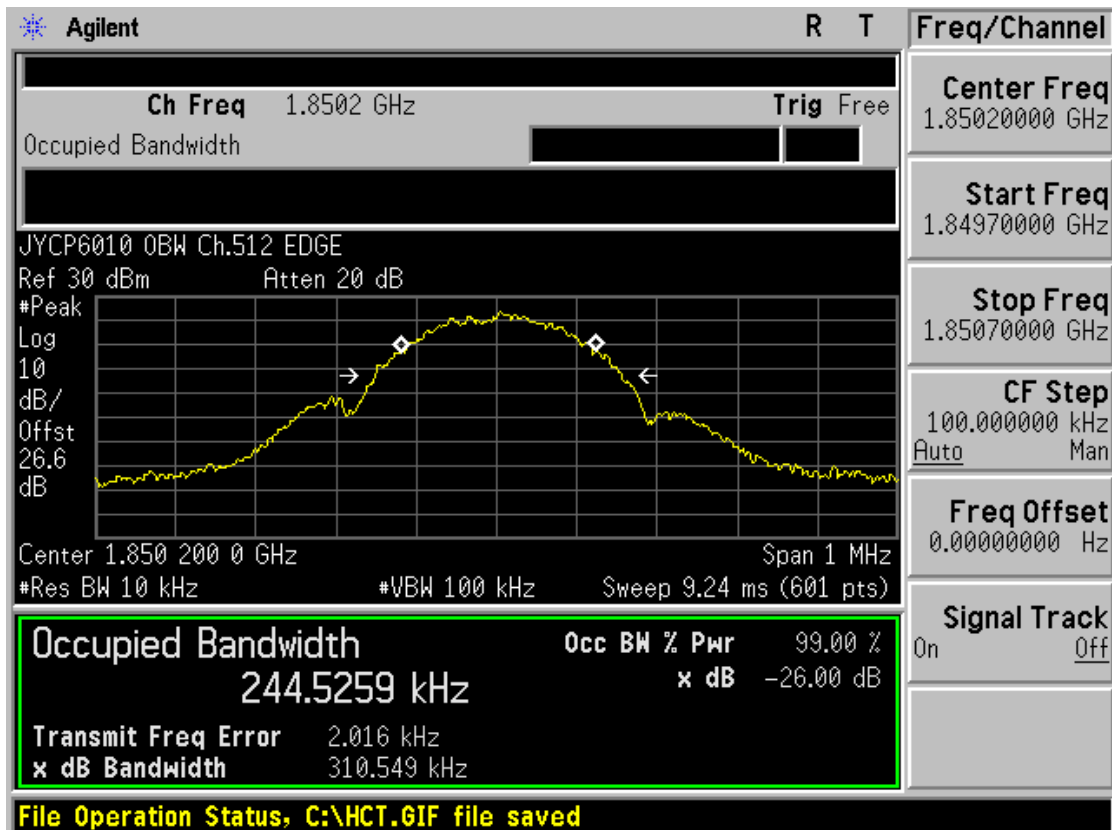 Agilent R T
Ch Freq 1.8502 GHz Trig Free
Occupied Bandwidth
JYCP6010 OBW Ch.512 EDGE
Ref 30 dBm Atten 20 dB
#Peak
Log
10
dB/
Offst
26.6
dB
Center 1.850 200 0 GHz Span 1 MHz
#Res BW 10 kHz #VBW 100 kHz Sweep 9.24 ms (601 pts)
Occupied Bandwidth Occ BW % Pwr 99.00 %
244.5259 kHz x dB -26.00 dB
Transmit Freq Error 2.016 kHz
x dB Bandwidth 310.549 kHz
File Operation Status, C:\HCT.GIF file saved
Freq/Channel
Center Freq
1.85020000 GHz
Start Freq
1.84970000 GHz
Stop Freq
1.85070000 GHz
CF Step
100.000000 kHz
Auto Man
Freq Offset
0.00000000 Hz
Signal Track
On Off